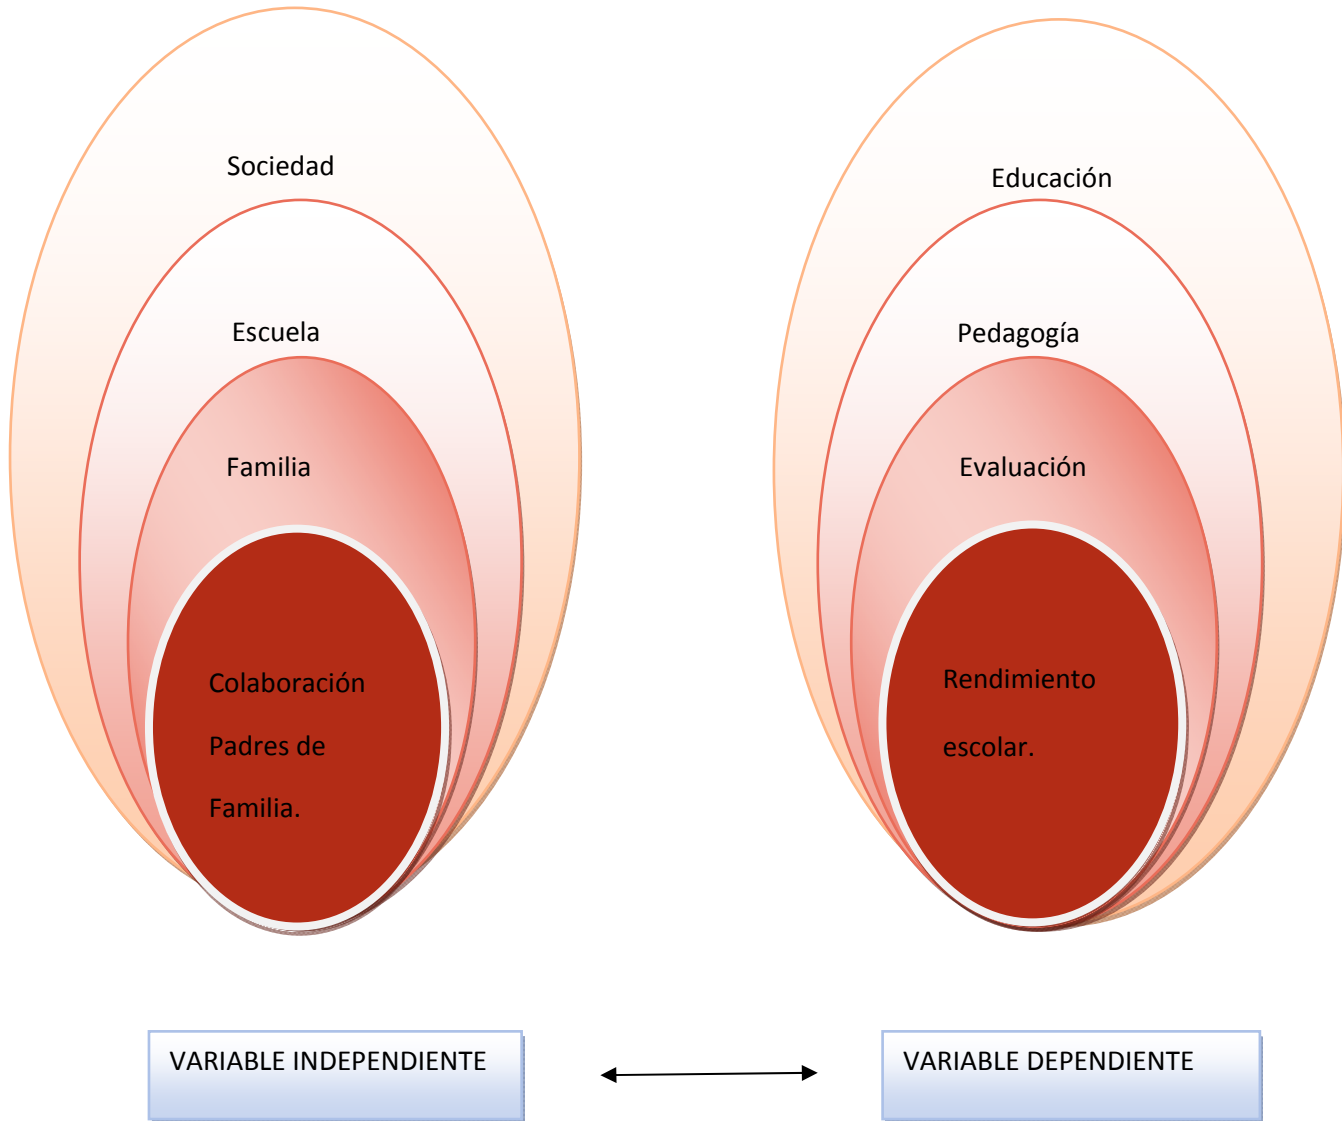 Sociedad
Escuela
Familia
Colaboración
Padres de
Familia.
Educación
Pedagogía
Evaluación
Rendimiento
escolar.
VARIABLE INDEPENDIENTE
VARIABLE DEPENDIENTE